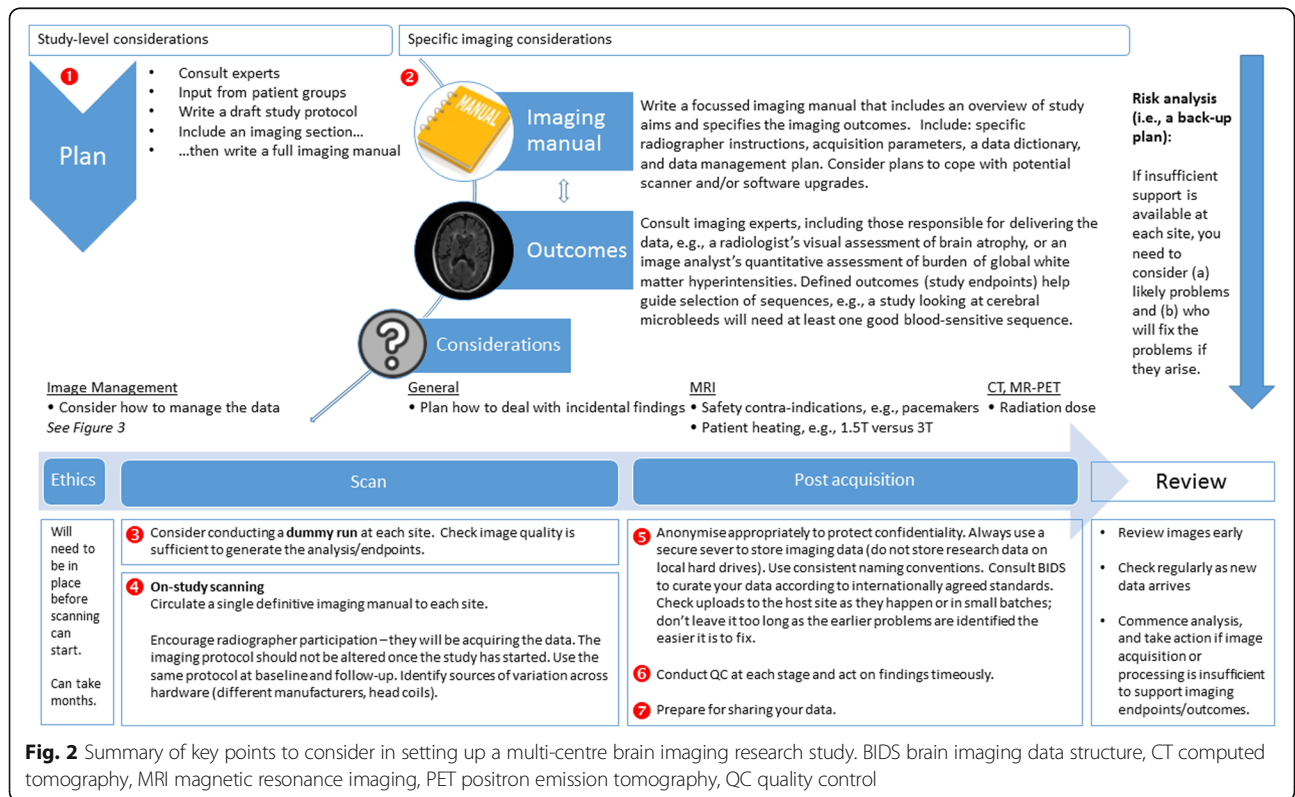 Study-level considerations
Specific imaging considerations
1
Plan
• Consult experts
• Input from patient groups
• Write a draft study protocol
• Include an imaging section…
• …then write a full imaging manual
2
MANUAL
Imaging
manual
Write a focussed imaging manual that includes an overview of study
aims and specifies the imaging outcomes. Include: specific
radiographer instructions, acquisition parameters, a data dictionary,
and data management plan. Consider plans to cope with potential
scanner and/or software upgrades.
Outcomes
Consult imaging experts, including those responsible for delivering the
data, e.g., a radiologist's visual assessment of brain atrophy, or an
image analyst's quantitative assessment of burden of global white
matter hyperintensities. Defined outcomes (study endpoints) help
guide selection of sequences, e.g., a study looking at cerebral
microbleeds will need at least one good blood-sensitive sequence.
?
Considerations
Risk analysis
(i.e., a back-up
plan):
If insufficient
support is
available at
each site, you
need to
consider (a)
likely problems
and (b) who
will fix the
problems if
they arise.
Image Management
• Consider how to manage the data
See Figure 3
General
• Plan how to deal with incidental findings
MRI
• Safety contra-indications, e.g., pacemakers
• Patient heating, e.g., 1.5T versus 3T
CT, MR-PET
• Radiation dose
Ethics
Scan
Post acquisition
Review
Will
need to
be in
place
before
scanning
can
start.
Can take
months.
3 Consider conducting a dummy run at each site. Check image quality is
sufficient to generate the analysis/endpoints.
4 On-study scanning
Circulate a single definitive imaging manual to each site.
Encourage radiographer participation – they will be acquiring the data. The
imaging protocol should not be altered once the study has started. Use the
same protocol at baseline and follow-up. Identify sources of variation across
hardware (different manufacturers, head coils).
5 Anonymise appropriately to protect confidentiality. Always use a
secure sever to store imaging data (do not store research data on
local hard drives). Use consistent naming conventions. Consult BIDS
to curate your data according to internationally agreed standards.
Check uploads to the host site as they happen or in small batches;
don't leave it too long as the earlier problems are identified the
easier it is to fix.
6 Conduct QC at each stage and act on findings timeously.
7 Prepare for sharing your data.
• Review images early
• Check regularly as new
data arrives
• Commence analysis,
and take action if image
acquisition or
processing is insufficient
to support imaging
endpoints/outcomes.
Fig. 2 Summary of key points to consider in setting up a multi-centre brain imaging research study. BIDS brain imaging data structure, CT computed
tomography, MRI magnetic resonance imaging, PET positron emission tomography, QC quality control